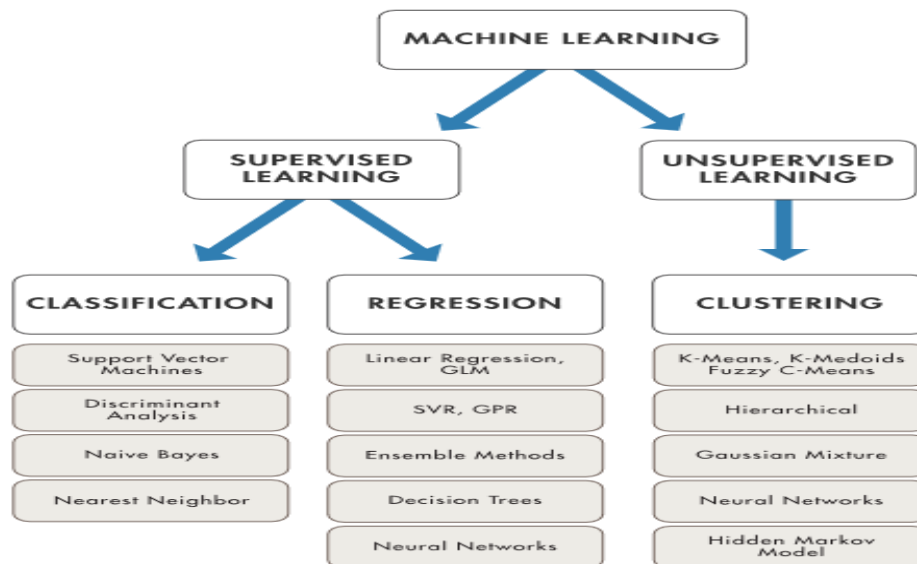 MACHINE LEARNING
SUPERVISED
LEARNING
UNSUPERVISED
LEARNING
CLASSIFICATION
REGRESSION
CLUSTERING
Support Vector
Machines
Discriminant
Analysis
Naive Bayes
Nearest Neighbor
Linear Regression,
GLM
SVR, GPR
Ensemble Methods
Decision Trees
Neural Networks
K-Means, K-Medoids
Fuzzy C-Means
Hierarchical
Gaussian Mixture
Neural Networks
Hidden Markov
Model